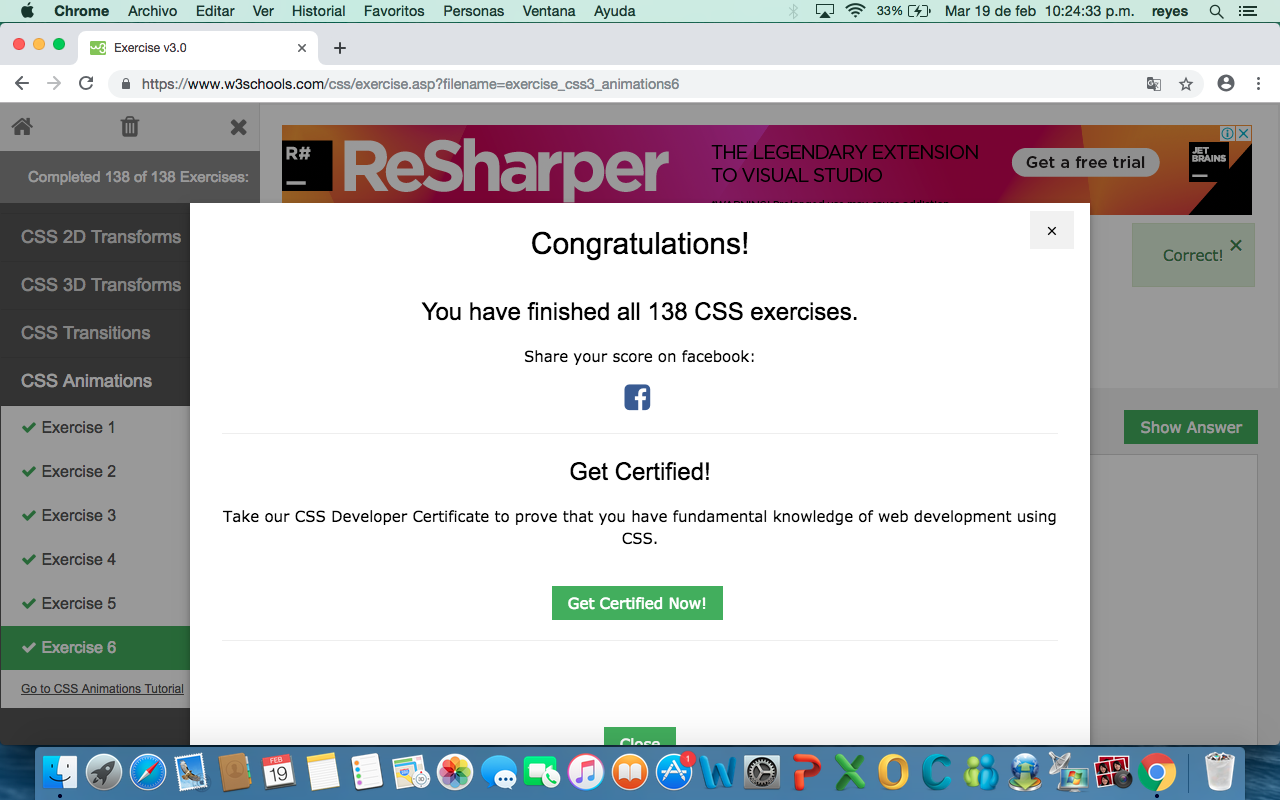 Chrome Archivo Editar Ver Historial Favoritos Personas Ventana Ayuda 33% Mar 19 de feb 10:24:33 p.m. reyes
Exercise v3.0
https://www.w3schools.com/css/exercise.asp?filename=exercise_css3_animations6
R#
ReSharper
THE LEGENDARY EXTENSION
TO VISUAL STUDIO
Get a free trial
JET
BRAINS
Completed 138 of 138 Exercises:
CSS 2D Transforms
CSS 3D Transforms
CSS Transitions
CSS Animations
Exercise 1
Exercise 2
Exercise 3
Exercise 4
Exercise 5
Exercise 6
Go to CSS Animations Tutorial
Congratulations!
×
You have finished all 138 CSS exercises.
Share your score on facebook:
Get Certified!
Take our CSS Developer Certificate to prove that you have fundamental knowledge of web development using
CSS.
Get Certified Now!
Close
Correct!
Show Answer
FEB
19
1